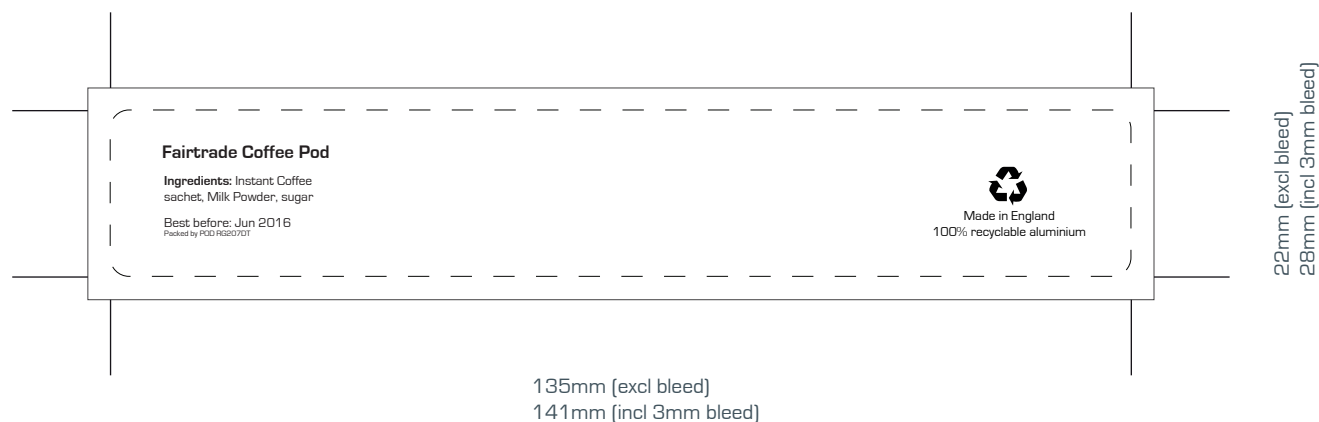 Fairtrade Coffee Pod
Ingredients: Instant Coffee
sachet, Milk Powder, sugar
Best before: Jun 2016
Packed by POD RG207DT
Made in England
100% recyclable aluminium
22mm (excl bleed)
28mm (incl 3mm bleed)
135mm (excl bleed)
141mm (incl 3mm bleed)